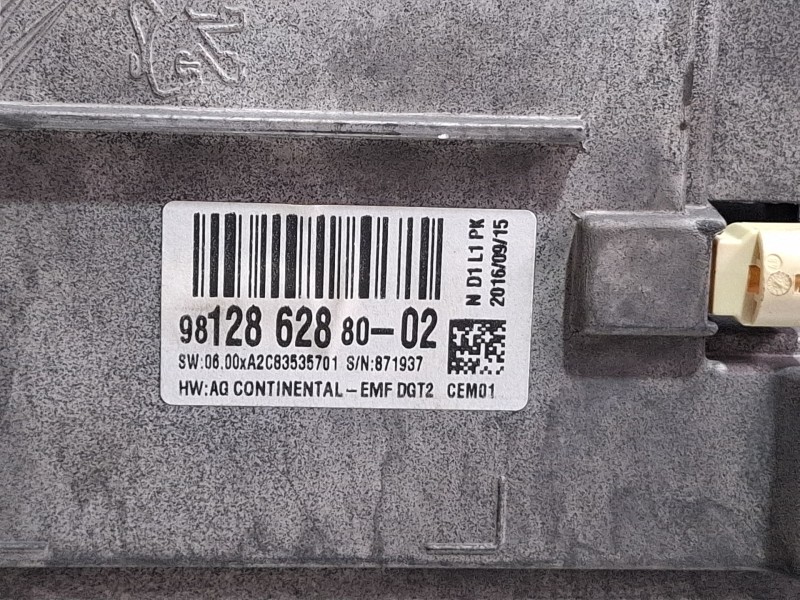 N D1 L1 PK
2016/09/15
98128 628 80-02
SW:06.00xA2C83535701 S/N:871937
HW:AG CONTINENTAL-EMF DGT2 CEM01